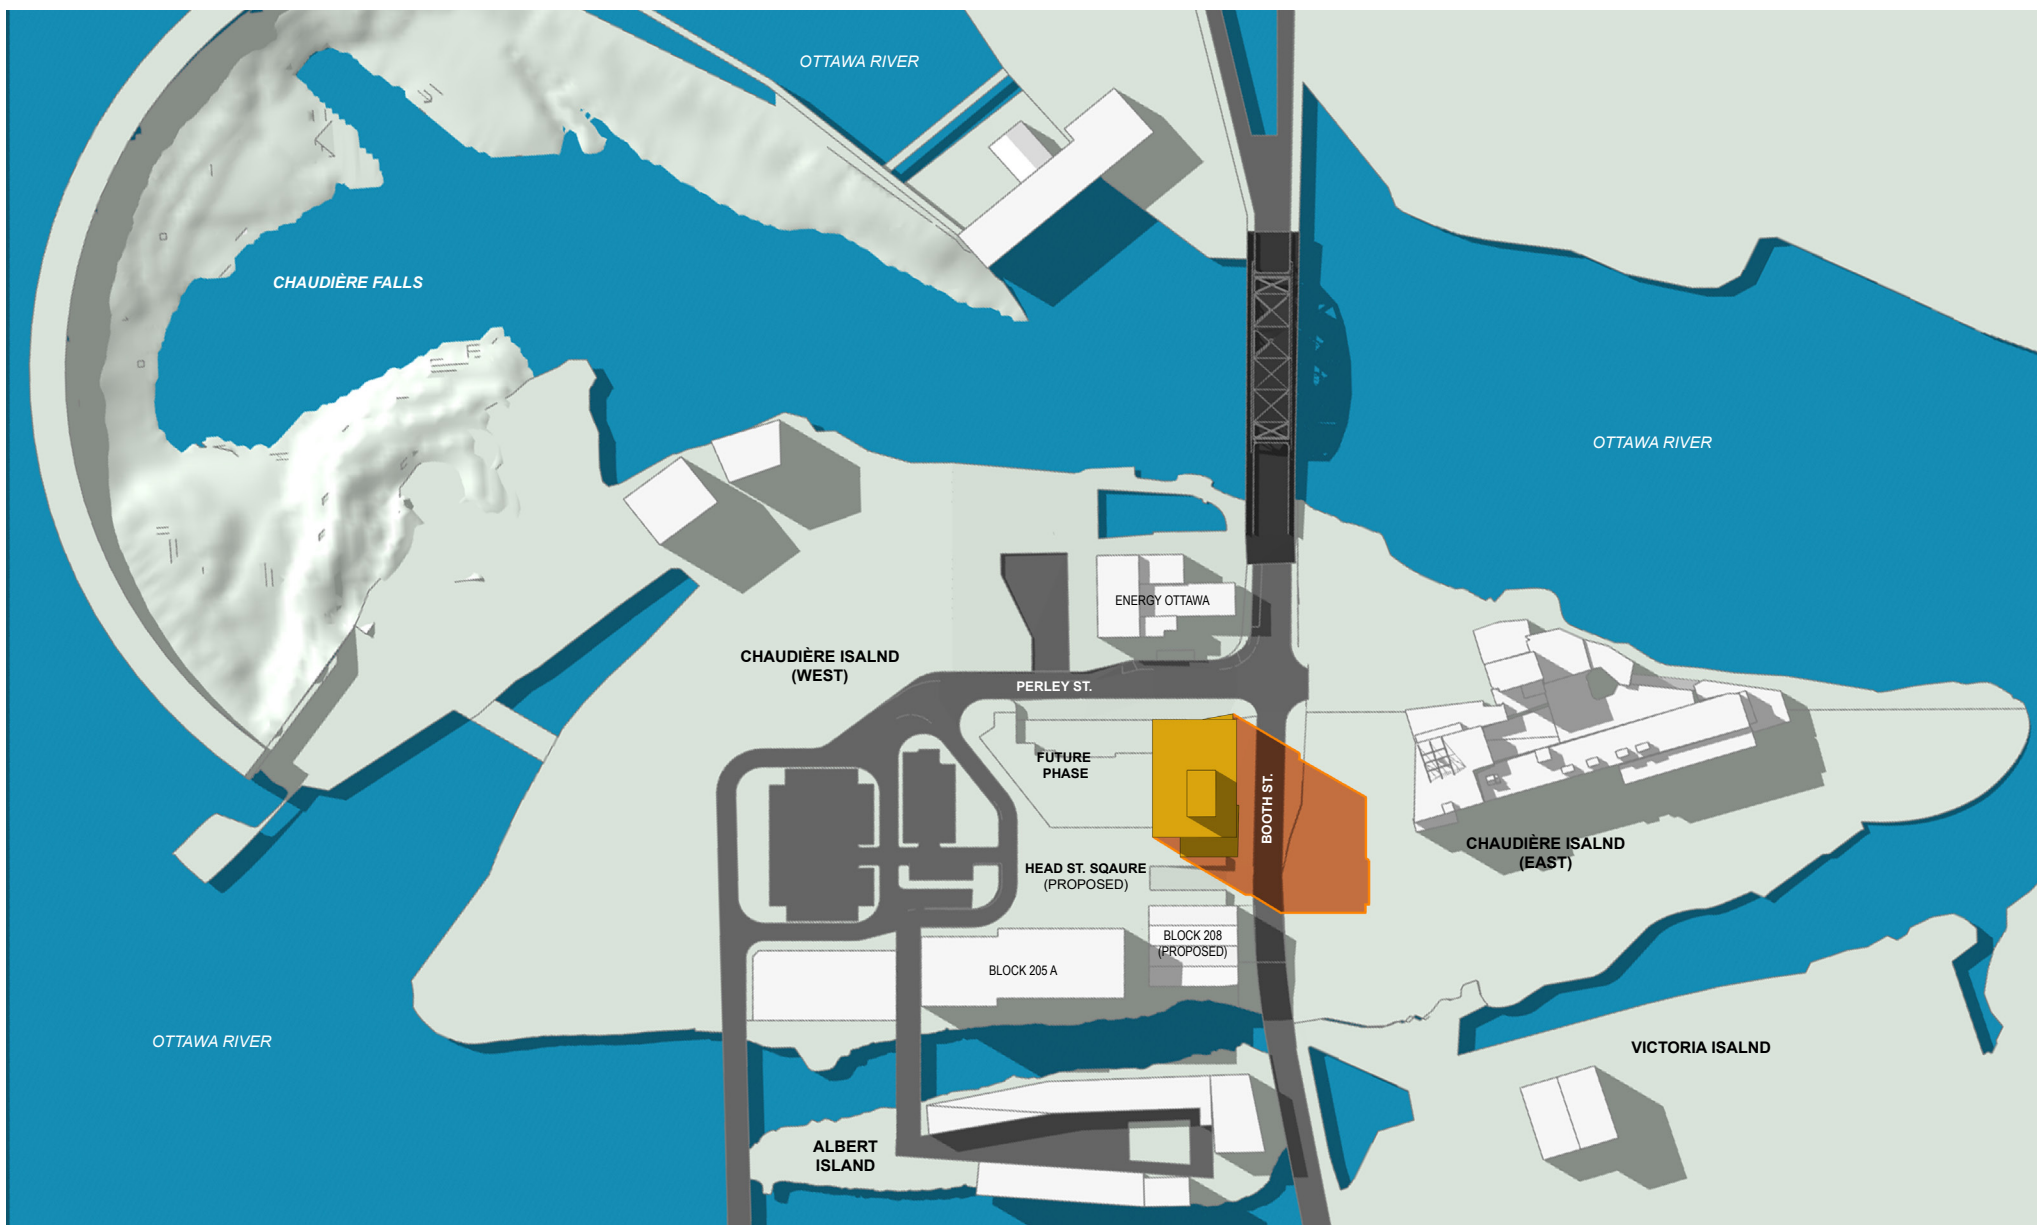 OTTAWA RIVER
CHAUDIÈRE FALLS
OTTAWA RIVER
ENERGY OTTAWA
CHAUDIÈRE ISALND
(WEST)
PERLEY ST.
FUTURE
PHASE
BOOTH ST.
CHAUDIÈRE ISALND
(EAST)
HEAD ST. SQAURE
(PROPOSED)
BLOCK 208
(PROPOSED)
BLOCK 205 A
OTTAWA RIVER
VICTORIA ISALND
ALBERT
ISLAND